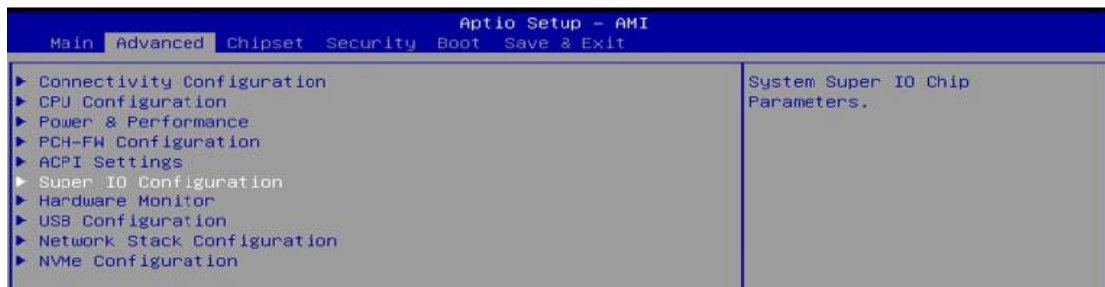 Aptio Setup – AMI
Main Advanced Chipset Security Boot Save & Exit
▶ Connectivity Configuration
▶ CPU Configuration
▶ Power & Performance
▶ PCH-FW Configuration
▶ ACPI Settings
▶ Super IO Configuration
▶ Hardware Monitor
▶ USB Configuration
▶ Network Stack Configuration
▶ NVMe Configuration
System Super IO Chip
Parameters.